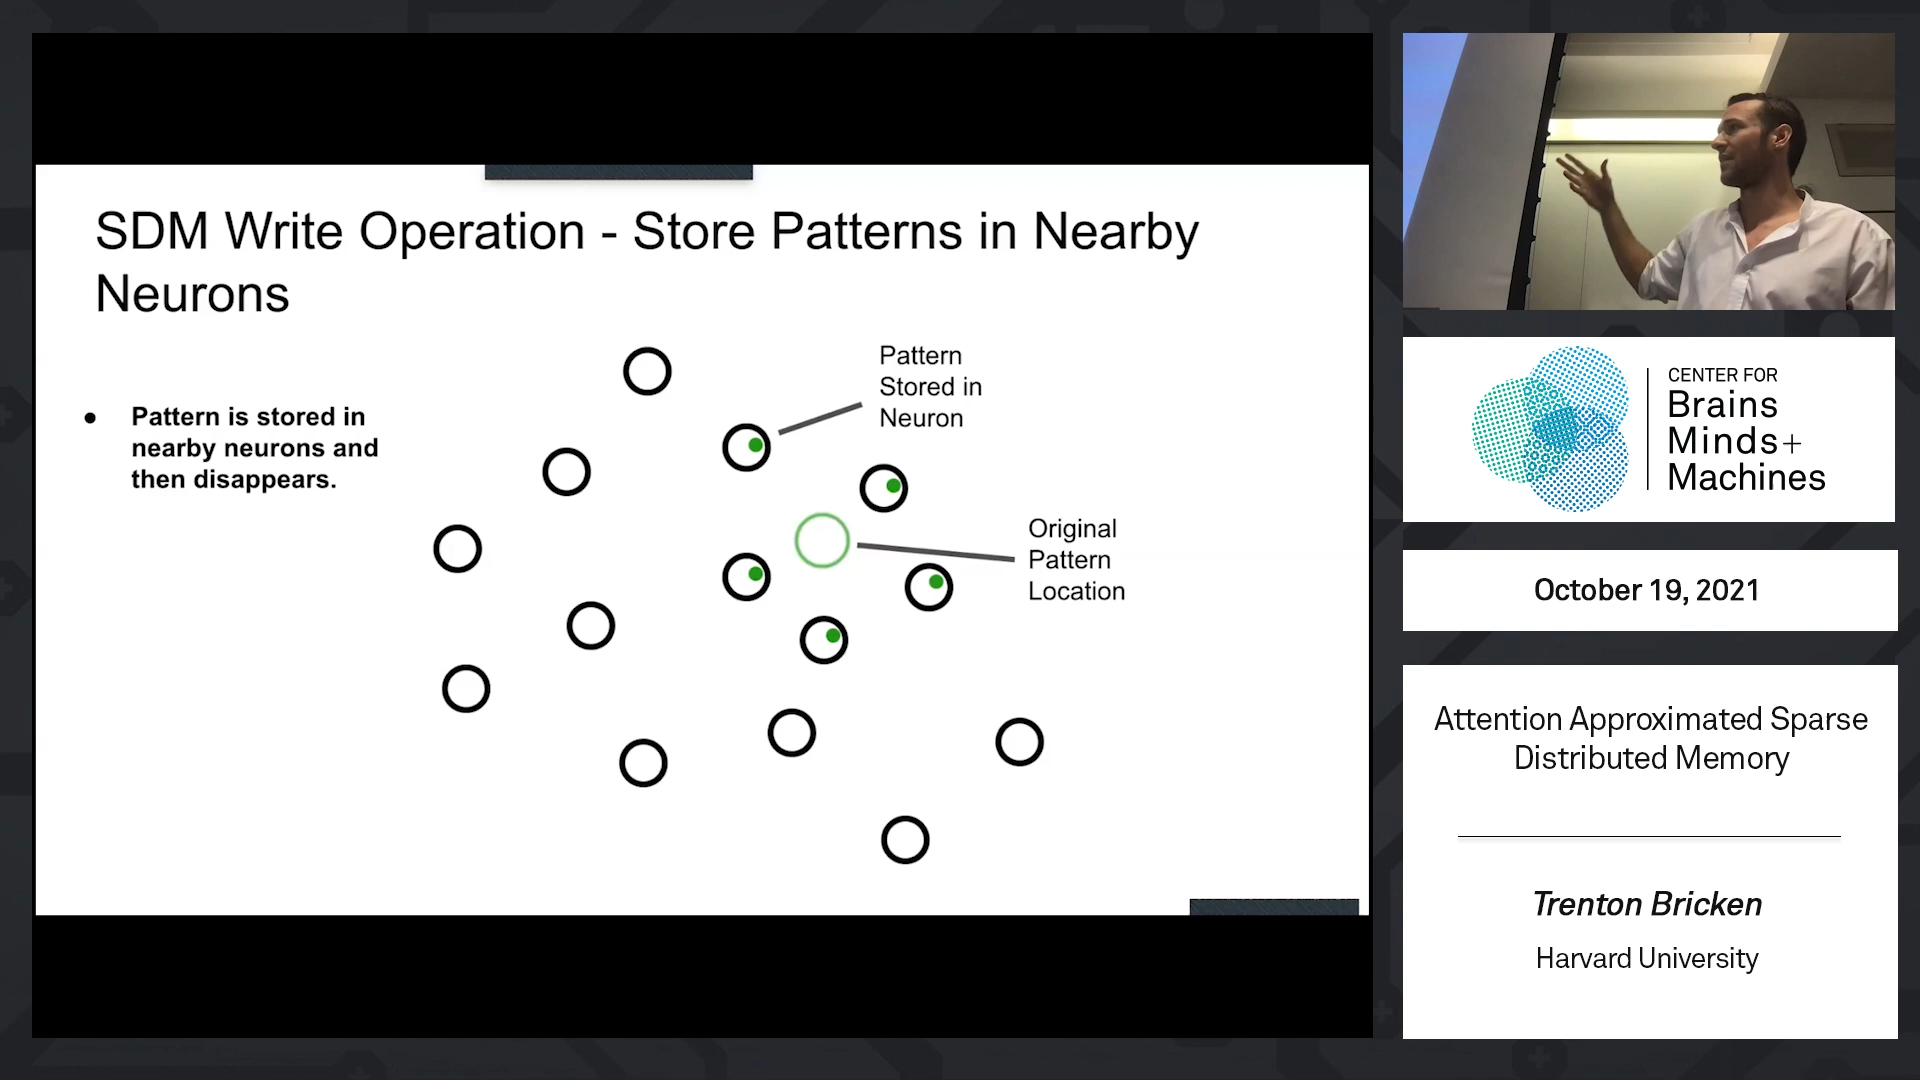 SDM Write Operation - Store Patterns in Nearby
Neurons
● Pattern is stored in
nearby neurons and
then disappears.
Pattern
Stored in
Neuron
Original
Pattern
Location
CENTER FOR
Brains
Minds+
Machines
October 19, 2021
Attention Approximated Sparse
Distributed Memory
Trenton Bricken
Harvard University